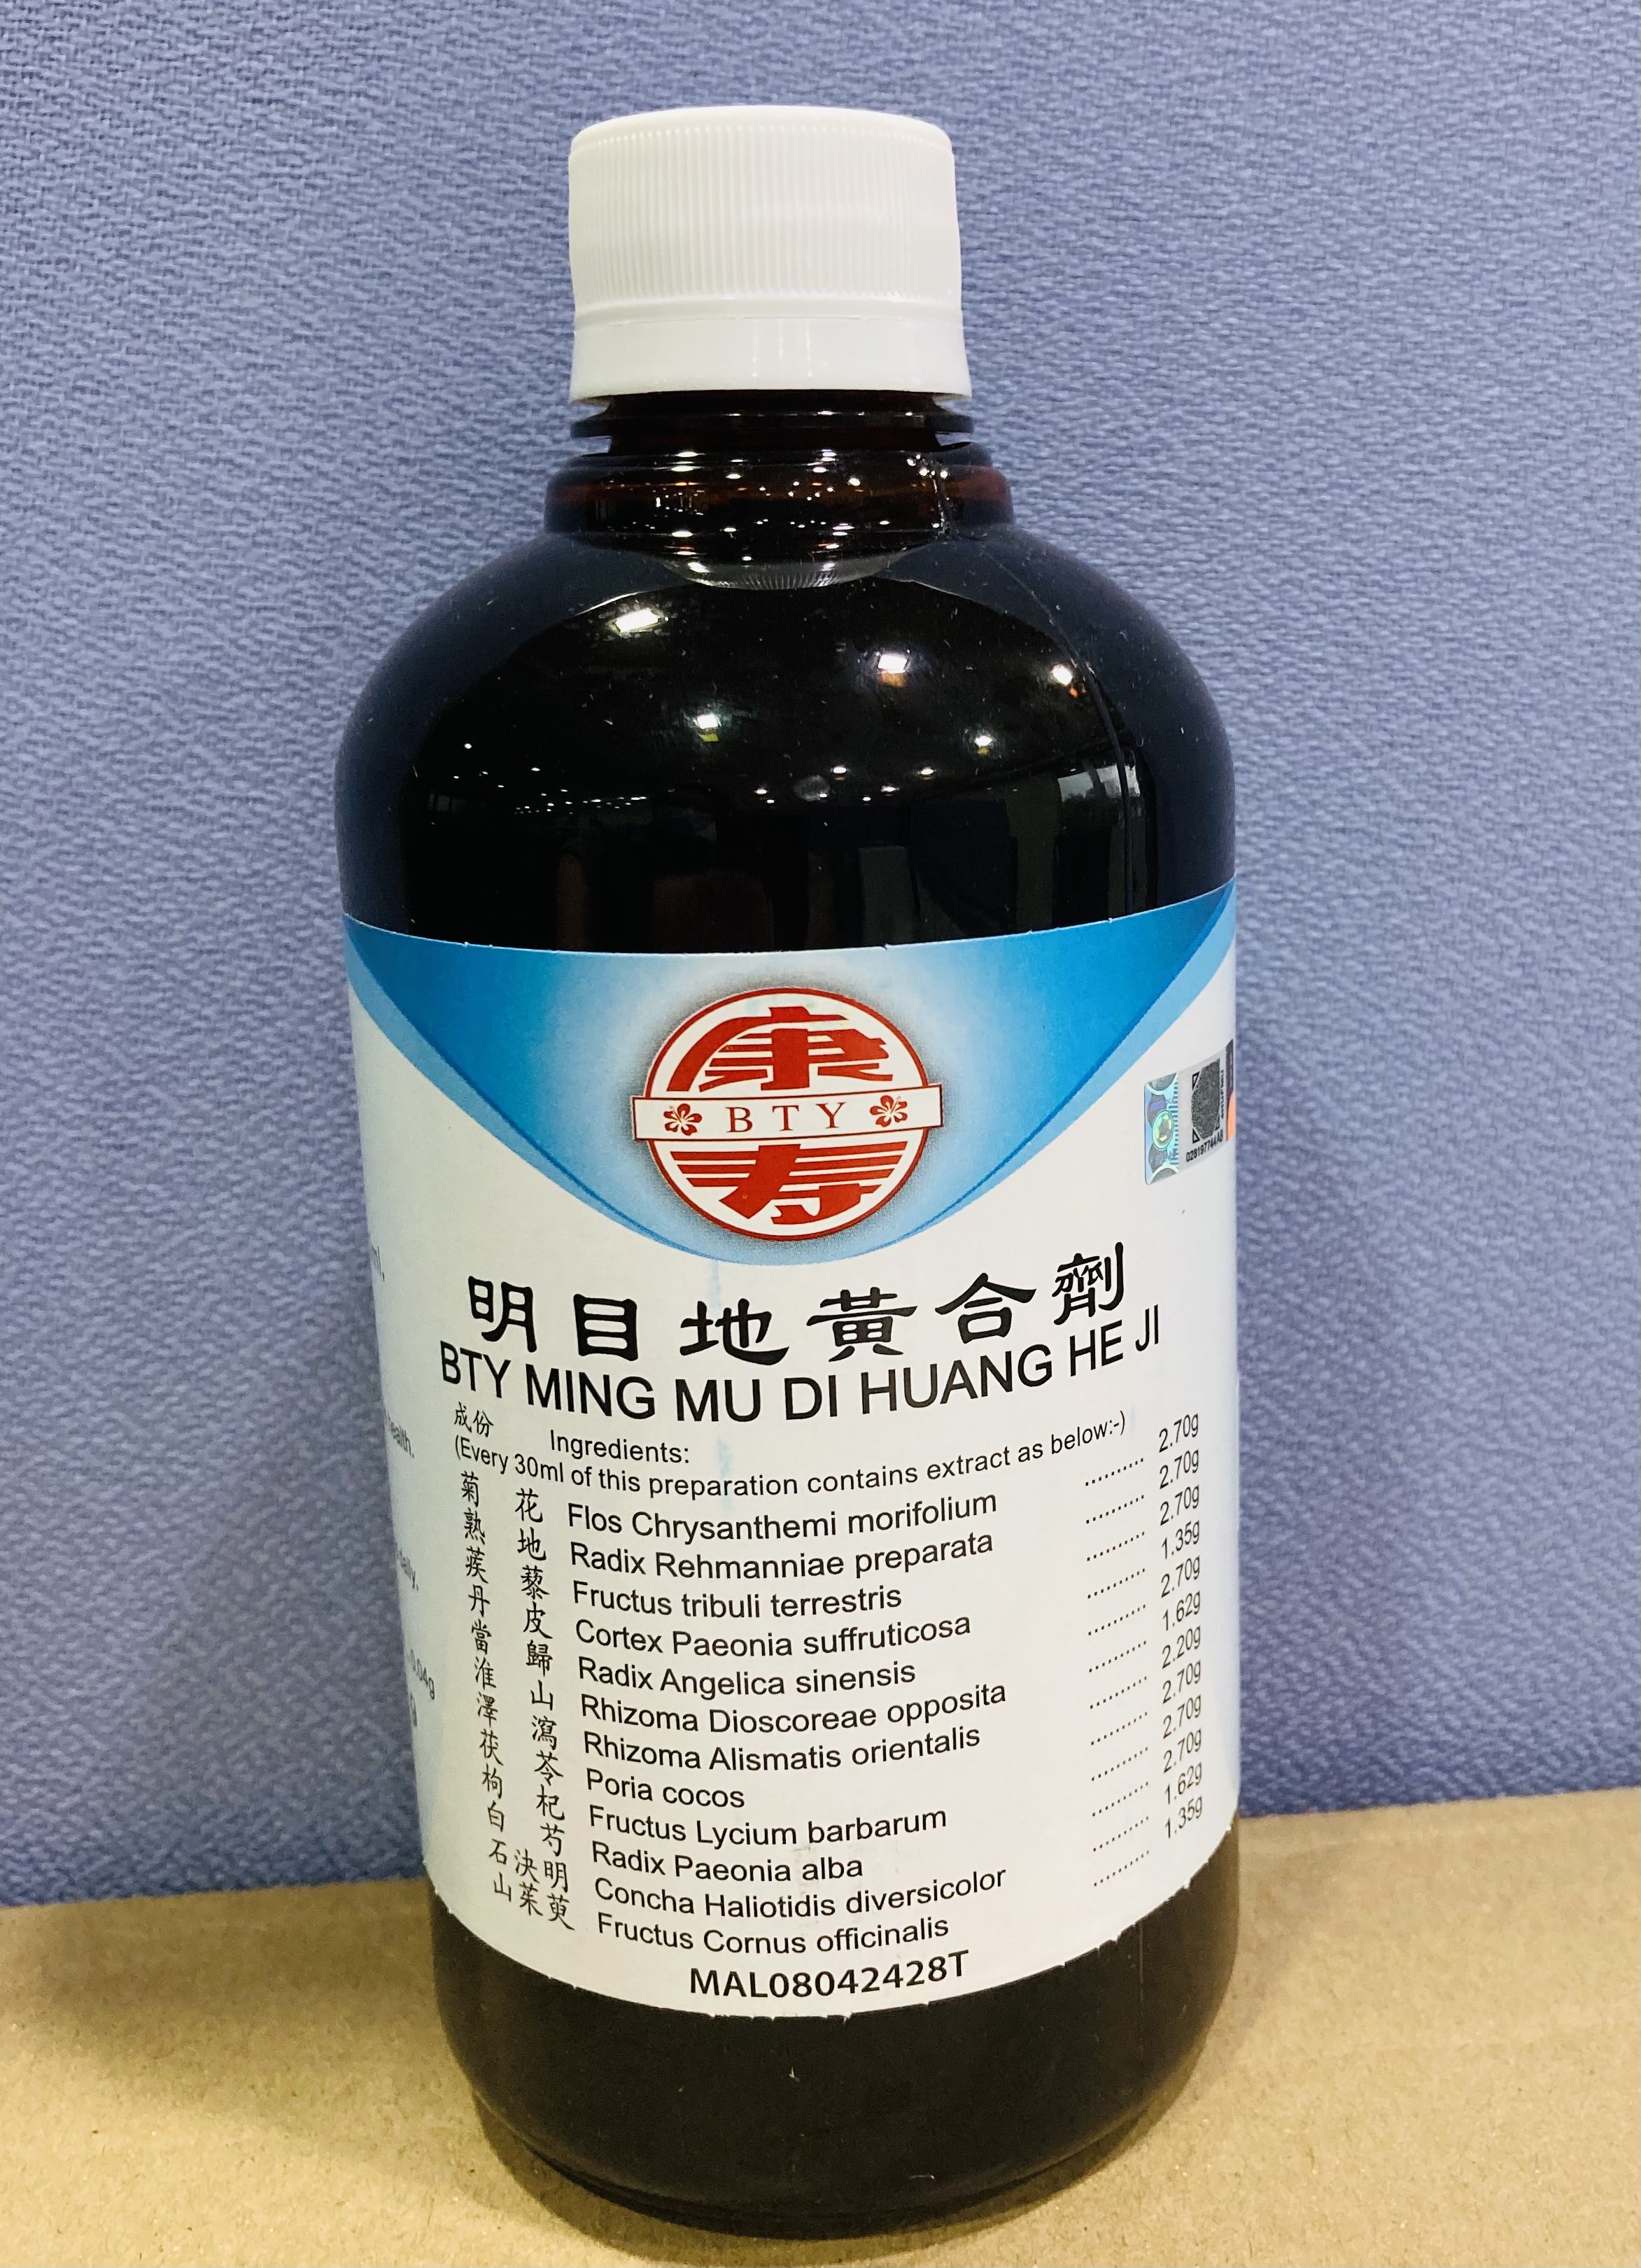 康
BTY
寿
028197744AB
明目地黃合劑
BTY MING MU DI HUANG HE JI
成份 Ingredients:
(Every 30ml of this preparation contains extract as below:-)
菊花 Flos Chrysanthemi morifolium .......... 2.70g
熟地 Radix Rehmanniae preparata .......... 2.70g
蒺藜 Fructus tribuli terrestris .......... 2.70g
丹皮 Cortex Paeonia suffruticosa .......... 1.35g
當歸 Radix Angelica sinensis .......... 2.70g
淮山 Rhizoma Dioscoreae opposita .......... 1.62g
澤瀉 Rhizoma Alismatis orientalis .......... 2.20g
茯苓 Poria cocos .......... 2.70g
枸杞 Fructus Lycium barbarum .......... 2.70g
白芍 Radix Paeonia alba .......... 2.70g
石決明 Concha Haliotidis diversicolor .......... 1.62g
山茱萸 Fructus Cornus officinalis .......... 1.35g
MAL08042428T
ml.
health.
daily.
0.04g
g